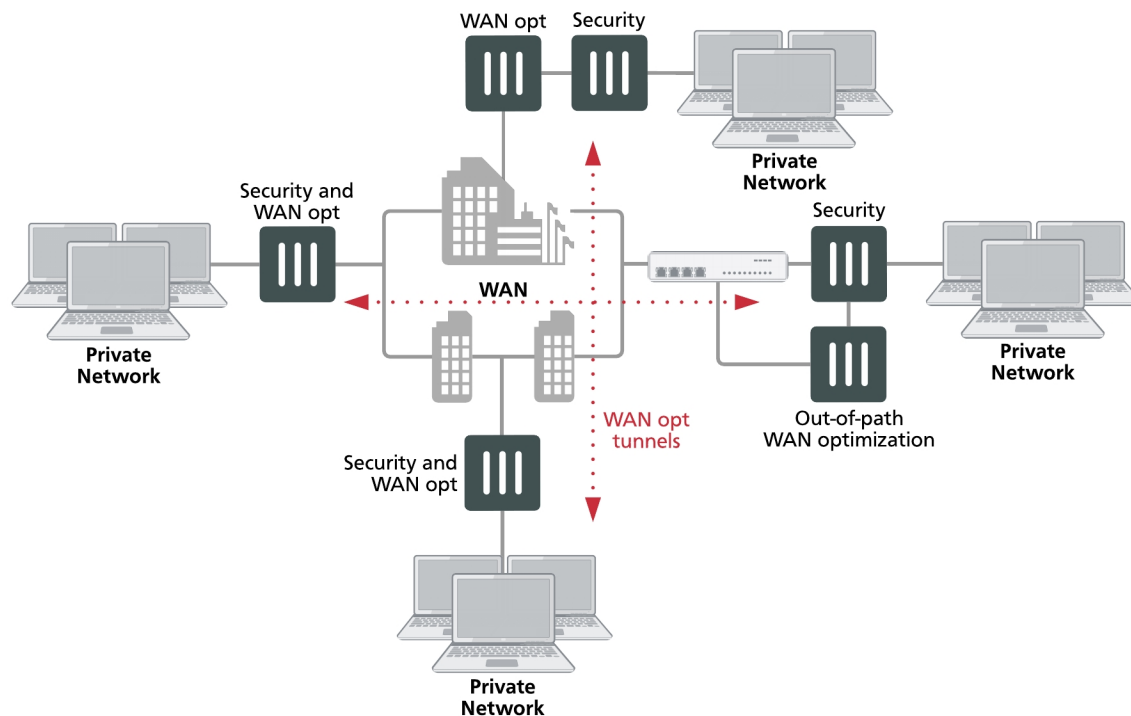 WAN opt
Security
Private
Network
Security and
WAN opt
Security
WAN
Private
Network
Private
Network
Out-of-path
WAN optimization
WAN opt
tunnels
Security and
WAN opt
Private
Network